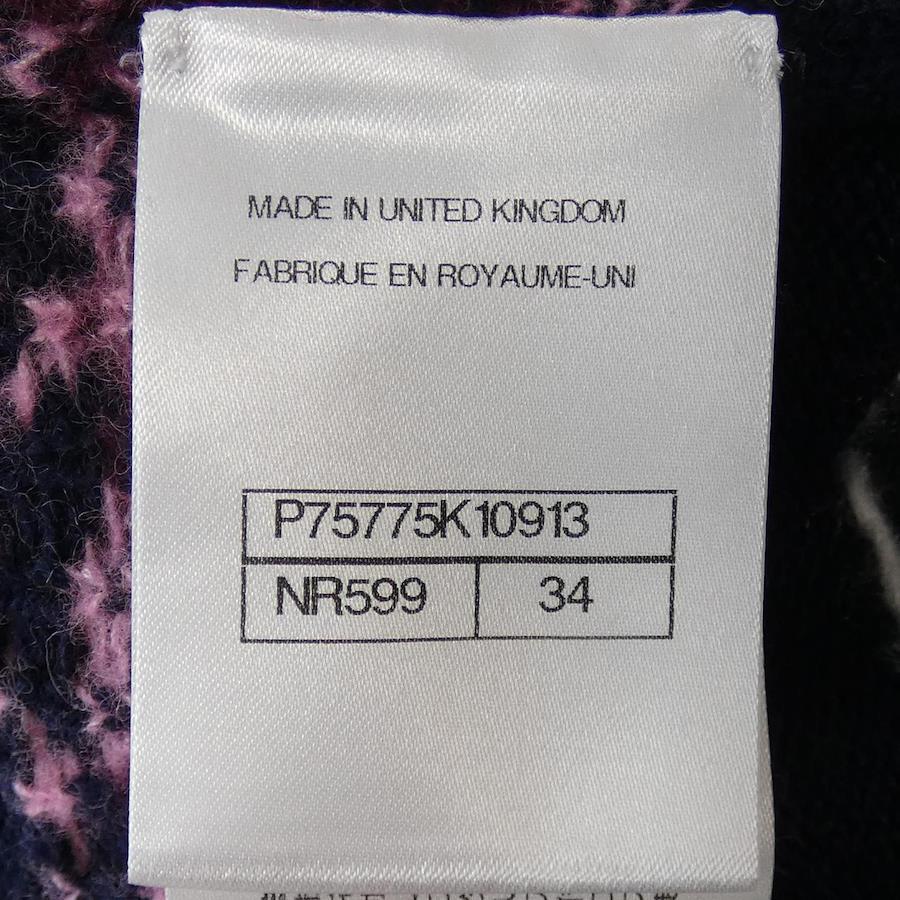 MADE IN UNITED KINGDOM
FABRIQUE EN ROYAUME-UNI
P75775K10913
NR599 34